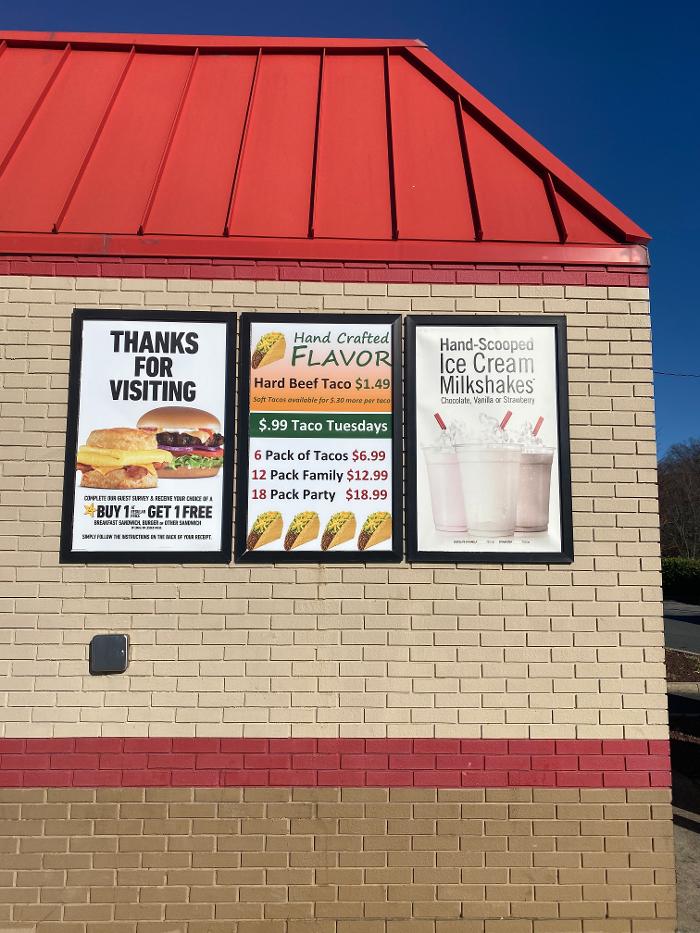 THANKS
FOR
VISITING
COMPLETE OUR GUEST SURVEY & RECEIVE YOUR CHOICE OF A
BUY 1 GET 1 FREE
BREAKFAST SANDWICH, BURGER OR OTHER SANDWICH
SIMPLY FOLLOW THE INSTRUCTIONS ON THE BACK OF YOUR RECEIPT.
Hand Crafted
FLAVOR
Hard Beef Taco $1.49
Soft Tacos available for $.30 more per taco
$.99 Taco Tuesdays
6 Pack of Tacos $6.99
12 Pack Family $12.99
18 Pack Party $18.99
Hand-Scooped
Ice Cream
Milkshakes
Chocolate, Vanilla or Strawberry